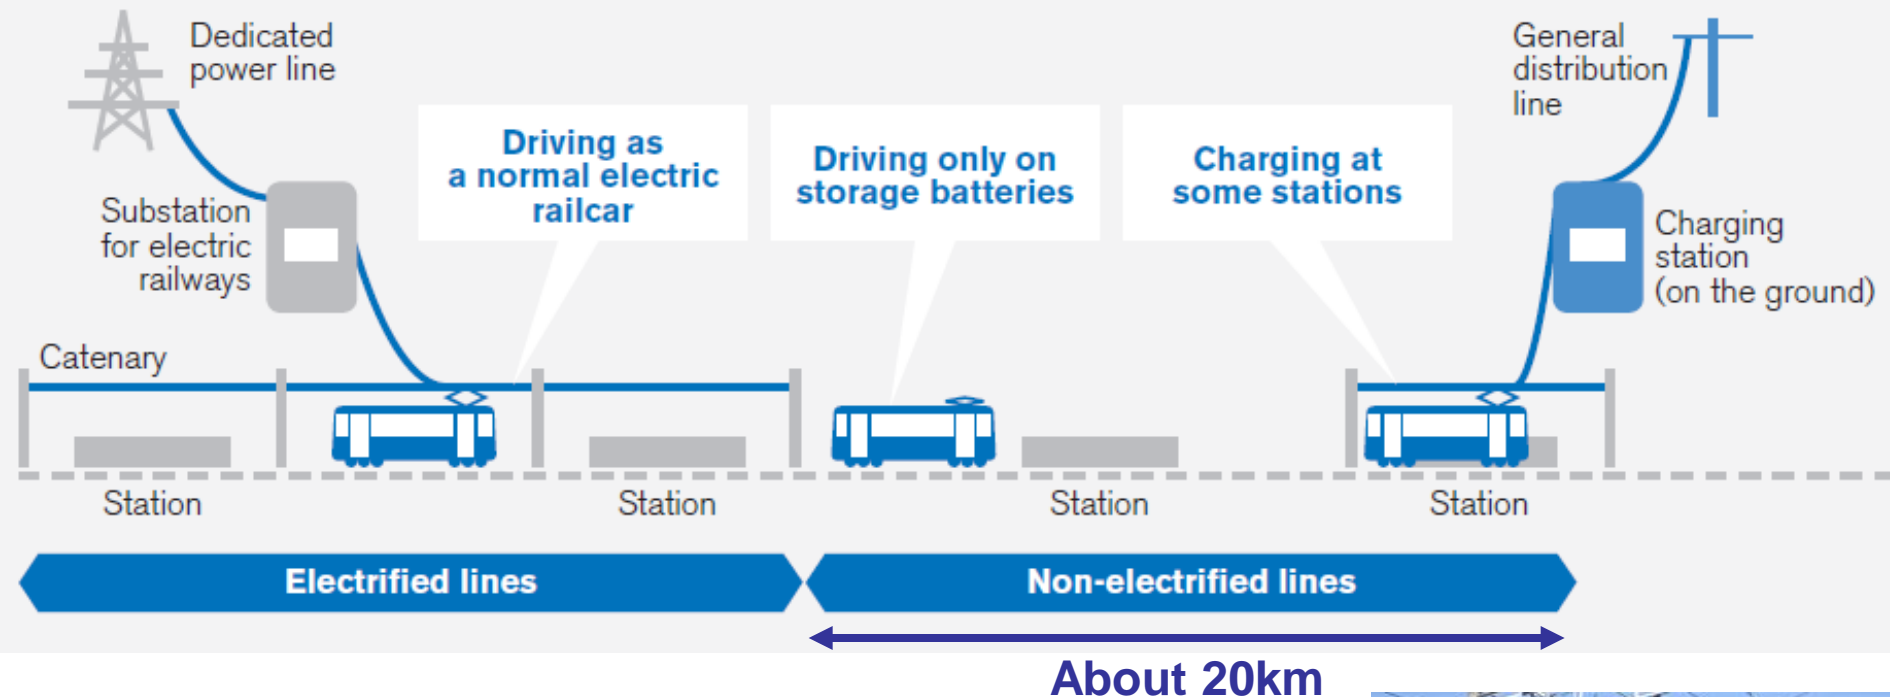 Dedicated
power line
General
distribution
line
Driving as
a normal electric
railcar
Driving only on
storage batteries
Charging at
some stations
Substation
for electric
railways
Charging
station
(on the ground)
Catenary
Station
Station
Station
Station
Electrified lines
Non-electrified lines
About 20km